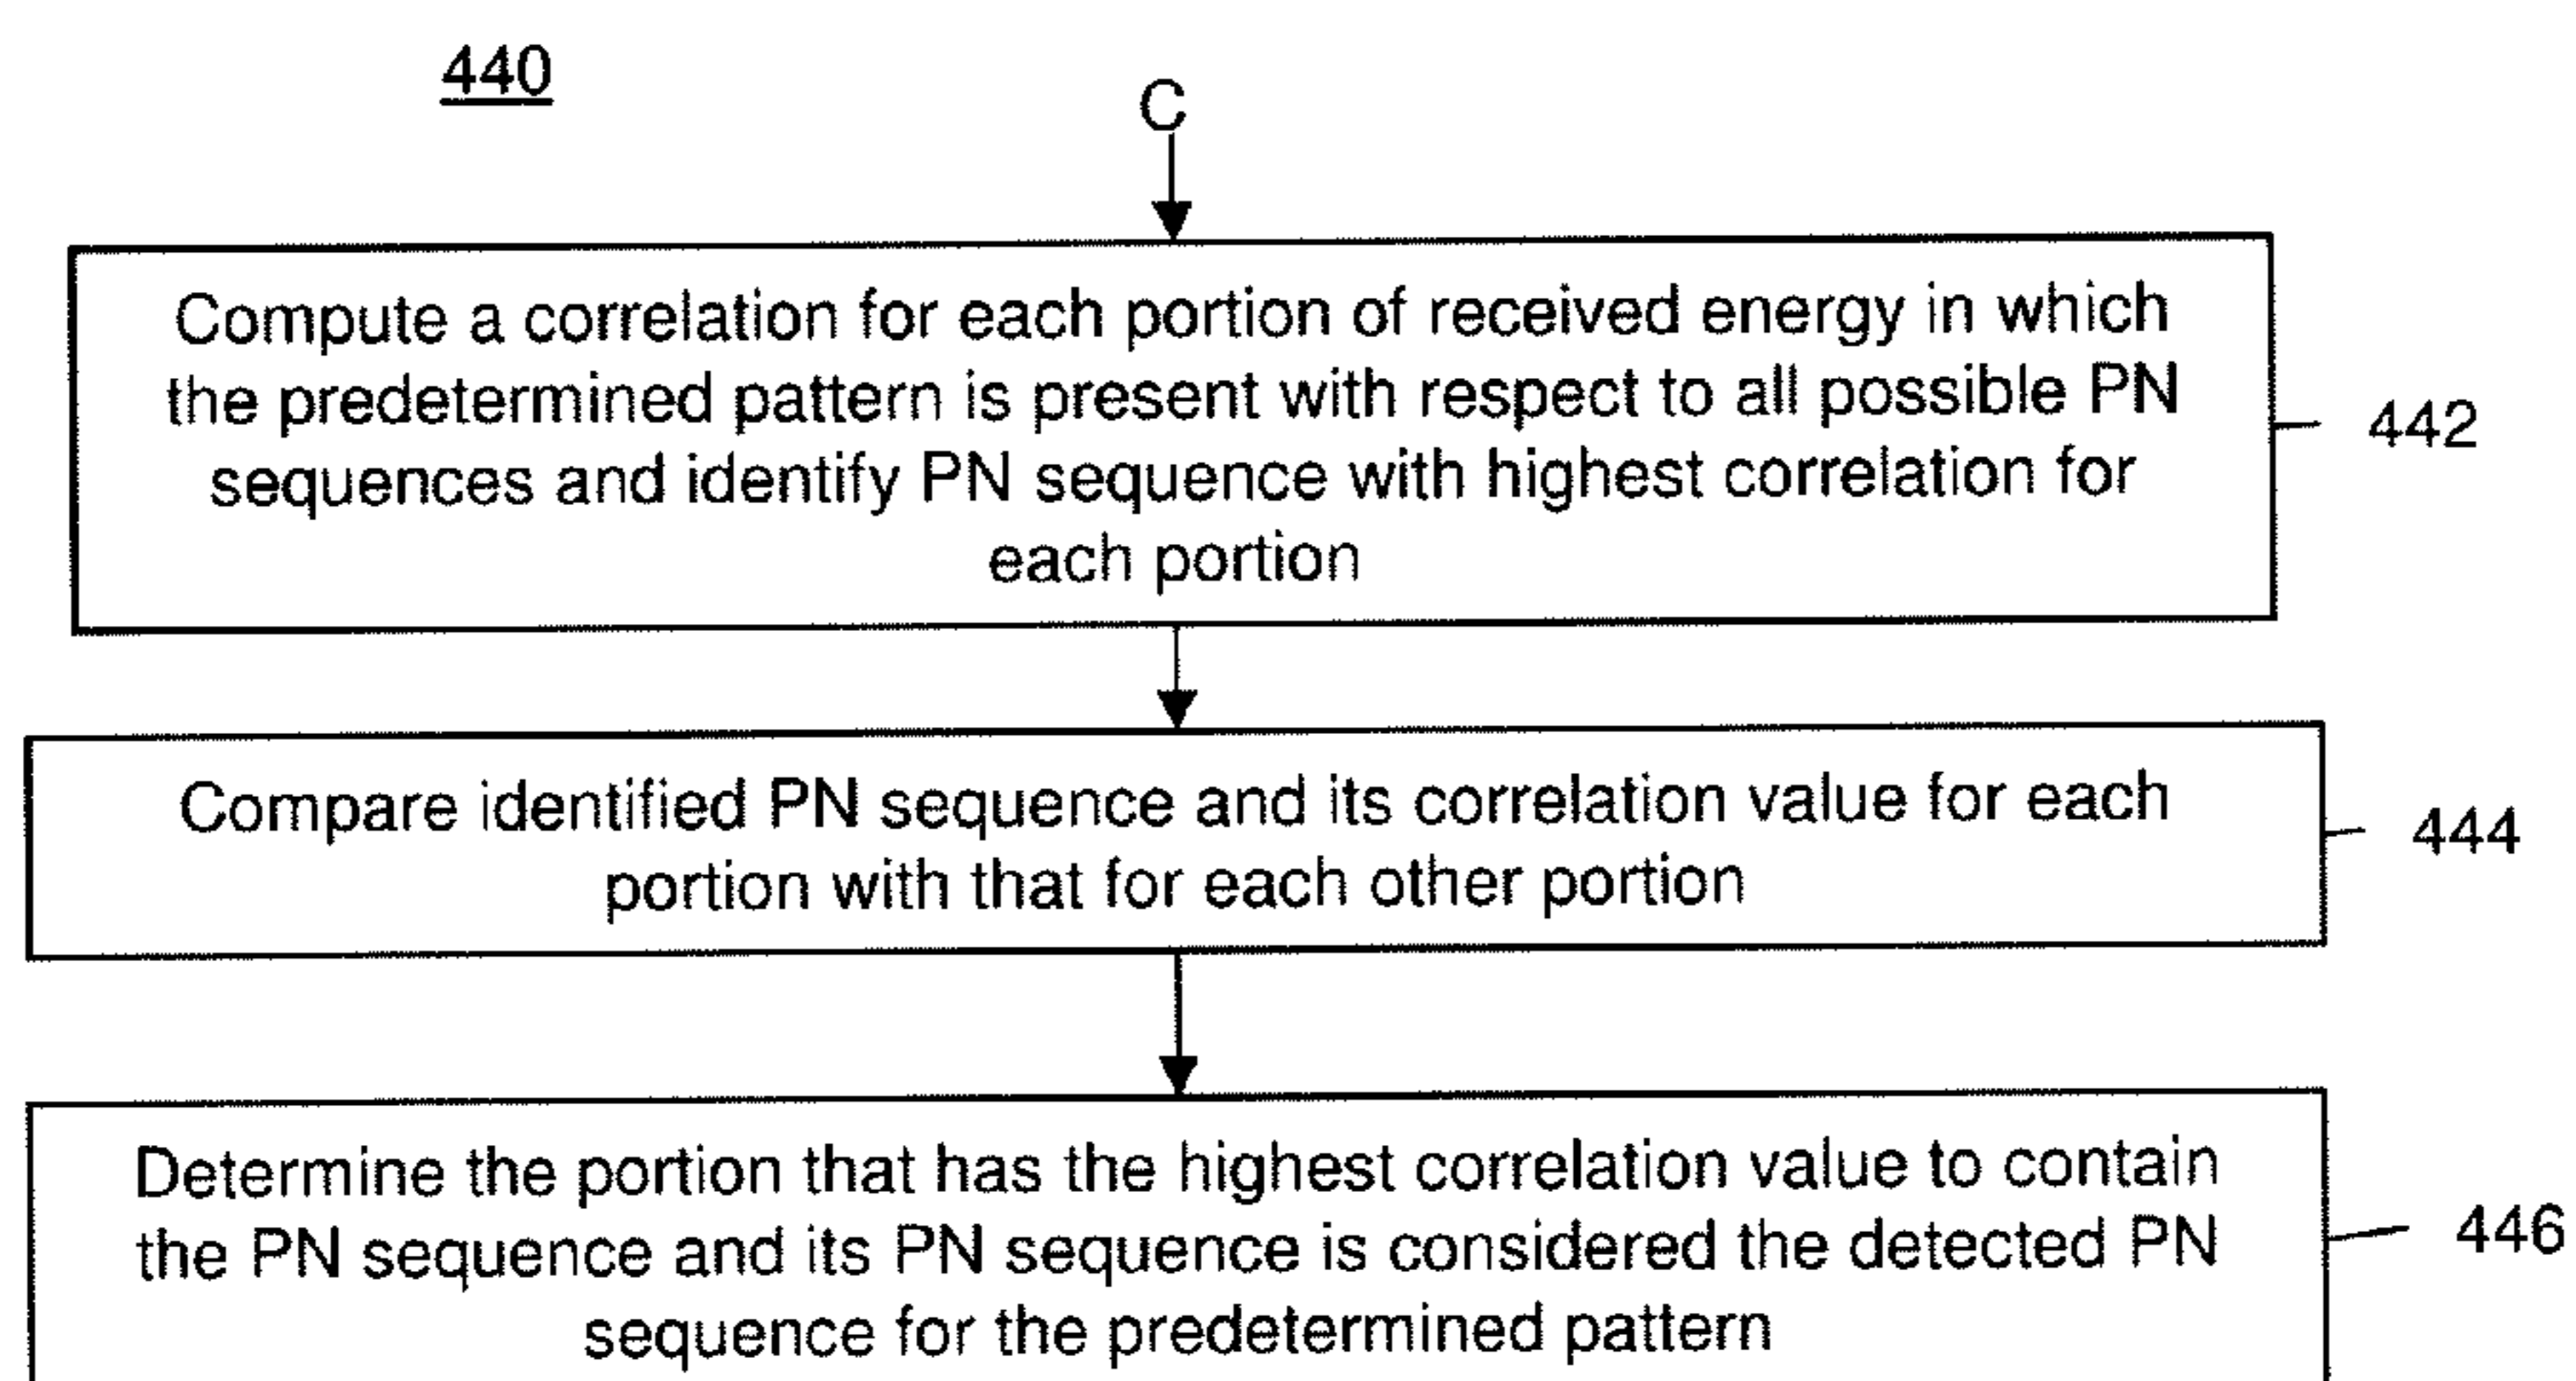 440
C
Compute a correlation for each portion of received energy in which
the predetermined pattern is present with respect to all possible PN
sequences and identify PN sequence with highest correlation for
each portion
442
Compare identified PN sequence and its correlation value for each
portion with that for each other portion
444
Determine the portion that has the highest correlation value to contain
the PN sequence and its PN sequence is considered the detected PN
sequence for the predetermined pattern
446